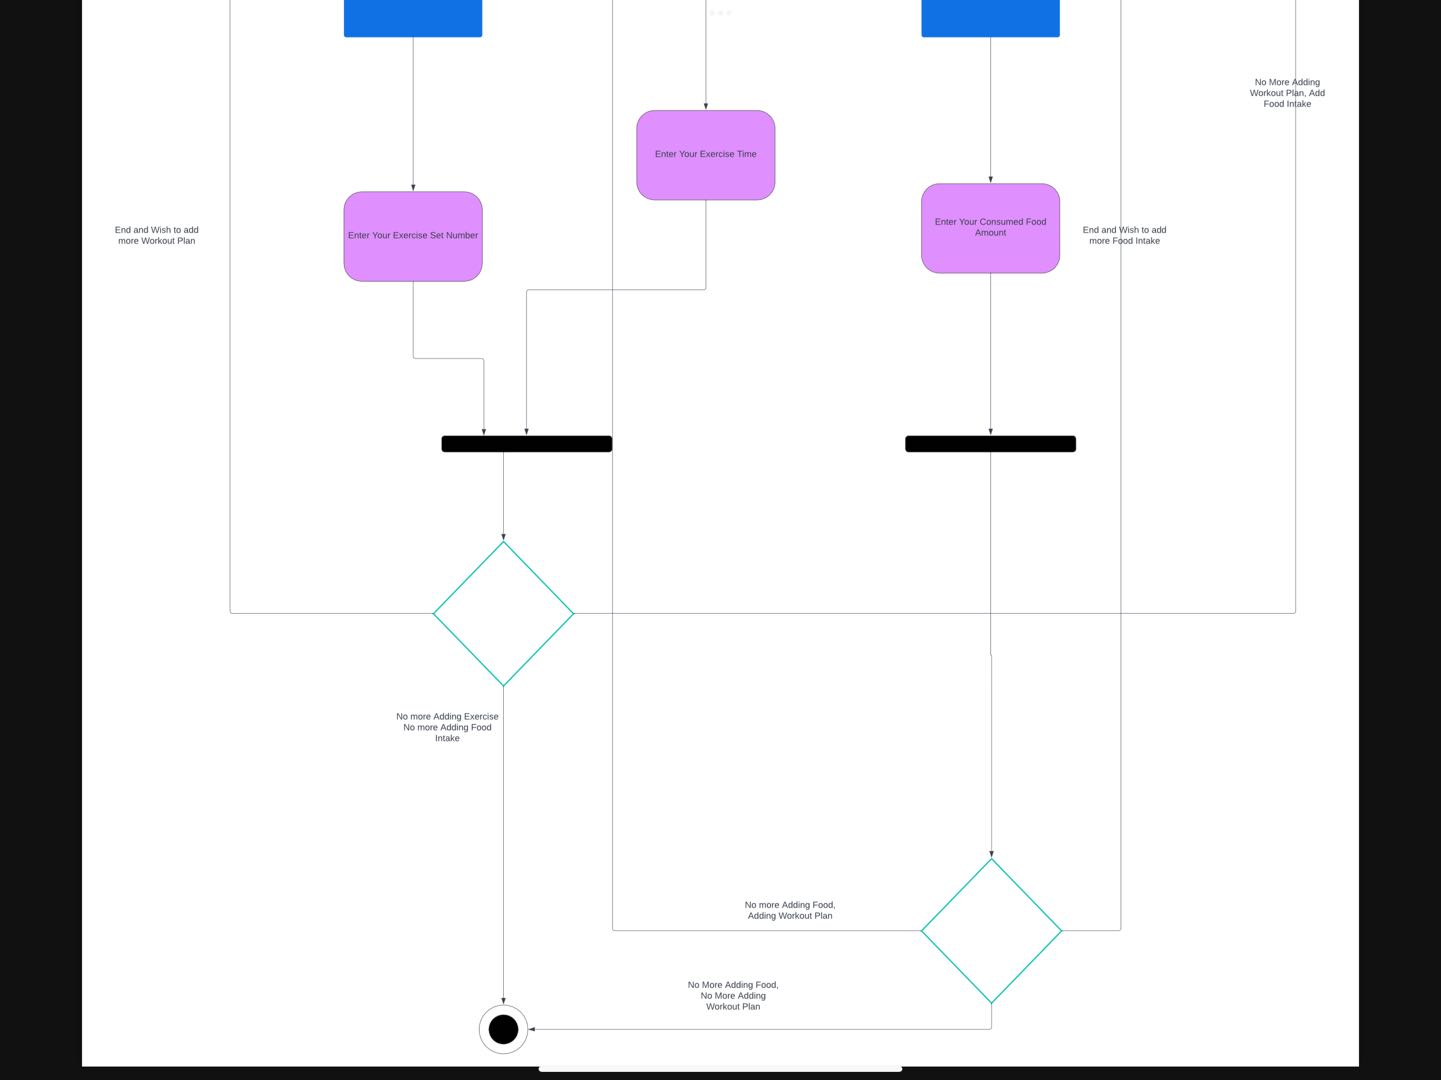 No More Adding
Workout Plan, Add
Food Intake
Enter Your Exercise Time
End and Wish to add
more Workout Plan
Enter Your Exercise Set Number
Enter Your Consumed Food
Amount
End and Wish to add
more Food Intake
No more Adding Exercise
No more Adding Food
Intake
No more Adding Food,
Adding Workout Plan
No More Adding Food,
No More Adding
Workout Plan